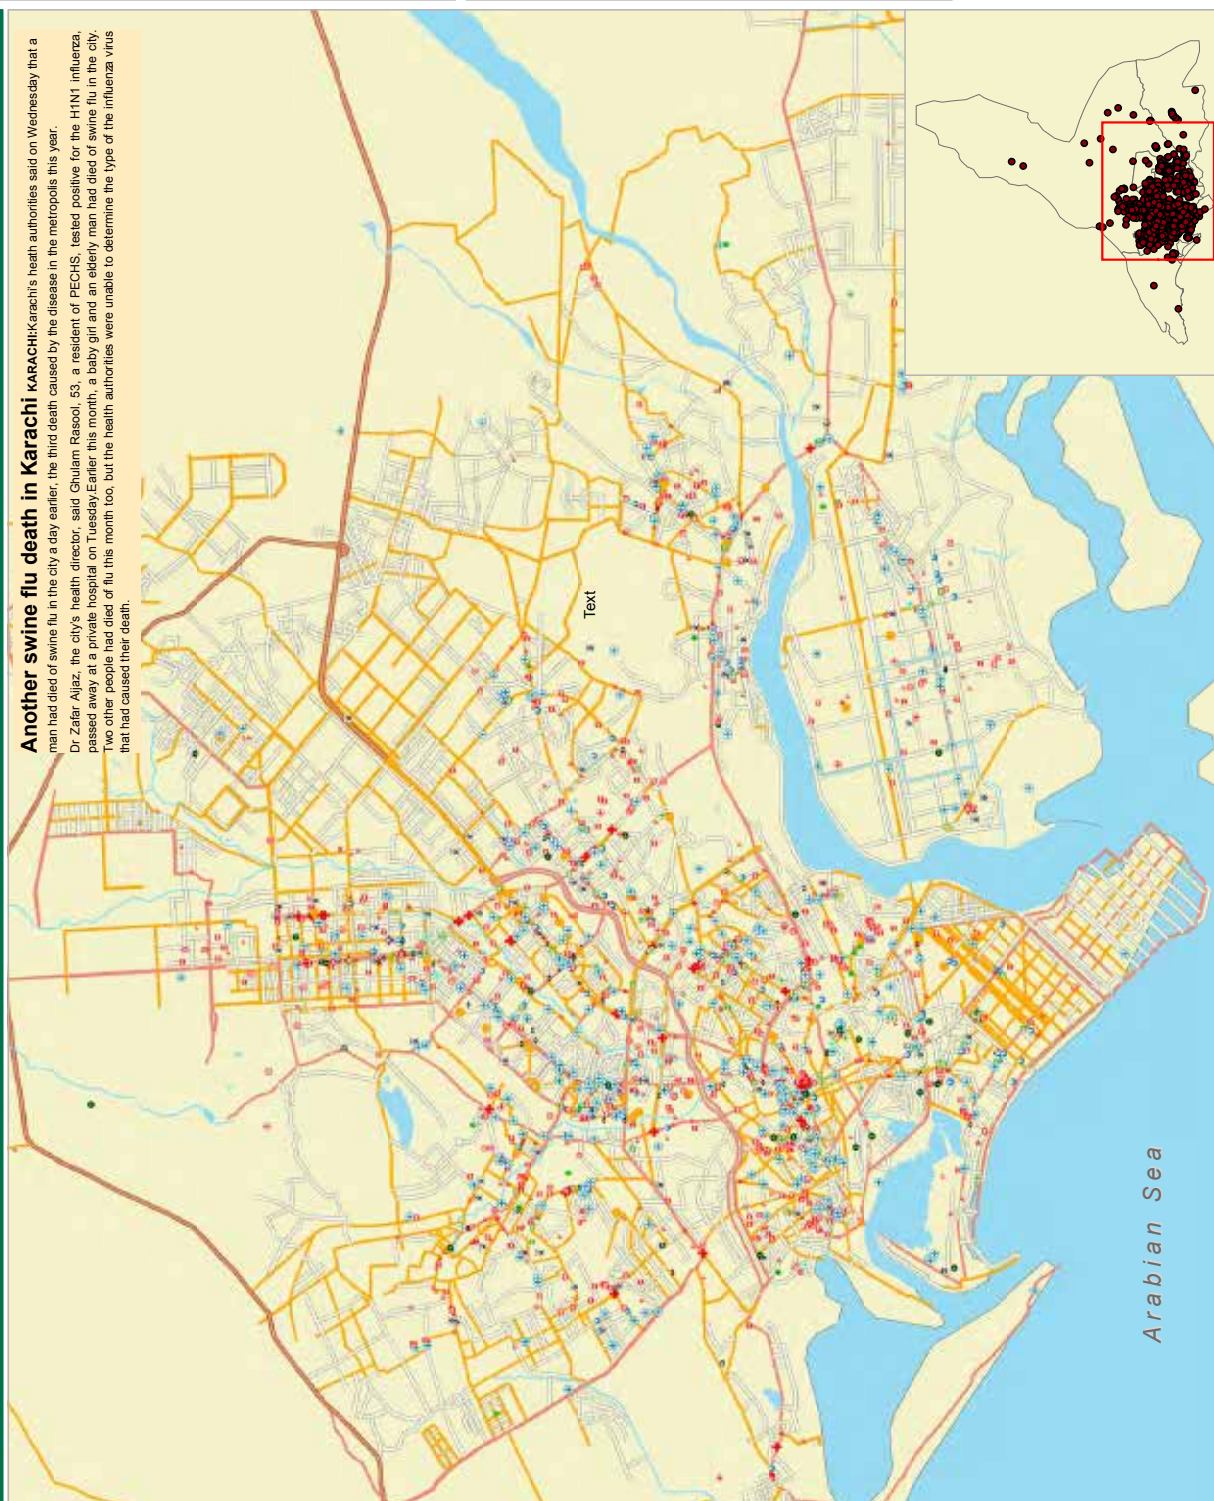 Another swine flu death in Karachi KARACHI:Karachi's heath authorities said on Wednesday that a
man had died of swine flu in the city a day earlier, the third death caused by the disease in the metropolis this year.
Dr Zafar Aijaz, the city's health director, said Ghulam Rasool, 53, a resident of PECHS, tested positive for the H1N1 influenza,
passed away at a private hospital on Tuesday.Earlier this month, a baby girl and an elderly man had died of swine flu in the city.
Two other people had died of flu this month too, but the health authorities were unable to determine the type of the influenza virus
that had caused their death.
Text
Arabian Sea